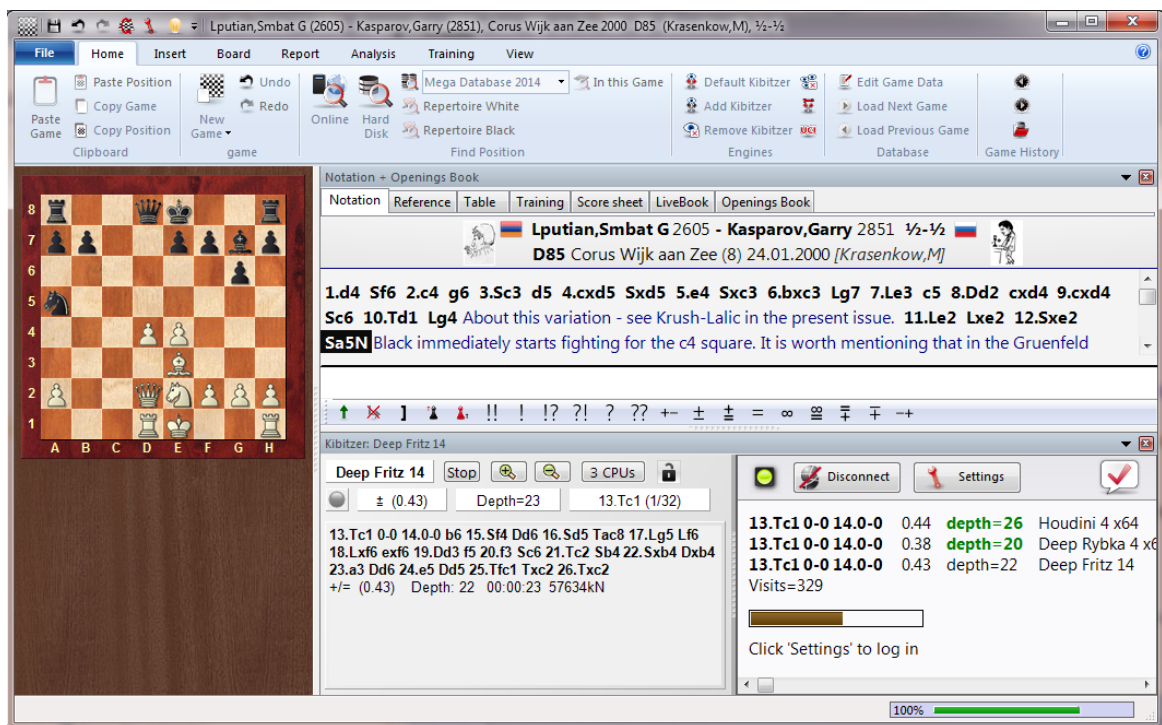 Lputian,Smbat G (2605) - Kasparov,Garry (2851), Corus Wijk aan Zee 2000 D85 (Krasenkow,M), ½-½
File Home Insert Board Report Analysis Training View
Paste Game
Paste Position
Copy Game
Copy Position
Clipboard
New Game
Undo
Redo
game
Online
Hard Disk
Mega Database 2014
In this Game
Repertoire White
Repertoire Black
Find Position
Default Kibitzer
Add Kibitzer
Remove Kibitzer
UCI
Engines
Edit Game Data
Load Next Game
Load Previous Game
Database
Game History
8
7
6
5
4
3
2
1
A B C D E F G H
Notation + Openings Book
Notation Reference Table Training Score sheet LiveBook Openings Book
Lputian,Smbat G 2605 - Kasparov,Garry 2851 ½-½
D85 Corus Wijk aan Zee (8) 24.01.2000 [Krasenkow,M]
1.d4 Sf6 2.c4 g6 3.Sc3 d5 4.cxd5 Sxd5 5.e4 Sxc3 6.bxc3 Lg7 7.Le3 c5 8.Dd2 cxd4 9.cxd4
Sc6 10.Td1 Lg4 About this variation - see Krush-Lalic in the present issue. 11.Le2 Lxe2 12.Sxe2
Sa5N Black immediately starts fighting for the c4 square. It is worth mentioning that in the Gruenfeld
] !! ! !? ?! ? ?? +- ± ⩲ = ∞ ⩱ ∓ -+
Kibitzer: Deep Fritz 14
Deep Fritz 14 Stop 3 CPUs
± (0.43) Depth=23 13.Tc1 (1/32)
13.Tc1 0-0 14.0-0 b6 15.Sf4 Dd6 16.Sd5 Tac8 17.Lg5 Lf6
18.Lxf6 exf6 19.Dd3 f5 20.f3 Sc6 21.Tc2 Sb4 22.Sxb4 Dxb4
23.a3 Dd6 24.e5 Dd5 25.Tfc1 Txc2 26.Txc2
+/= (0.43) Depth: 22 00:00:23 57634kN
Disconnect Settings
13.Tc1 0-0 14.0-0 0.44 depth=26 Houdini 4 x64
13.Tc1 0-0 14.0-0 0.38 depth=20 Deep Rybka 4 x6
13.Tc1 0-0 14.0-0 0.43 depth=22 Deep Fritz 14
Visits=329
Click 'Settings' to log in
100%